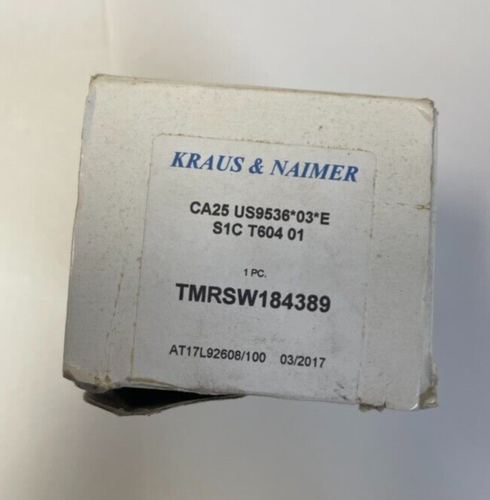 KRAUS & NAIMER
CA25 US9536*03*E
S1C T604 01
1 PC.
TMRSW184389
AT17L92608/100 03/2017